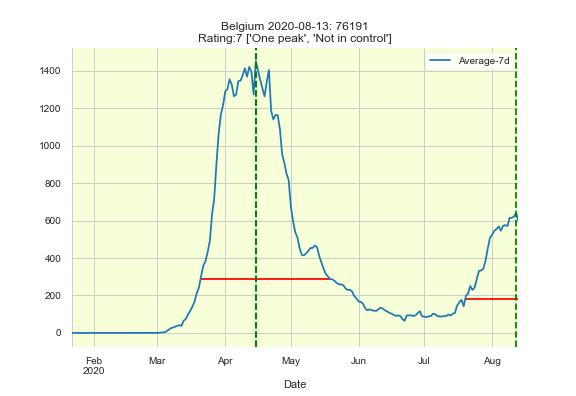 Belgium 2020-08-13: 76191
Rating:7 ['One peak', 'Not in control']
Average-7d
1400
1200
1000
800
600
400
200
0
Feb Mar Apr May Jun Jul Aug
2020
Date